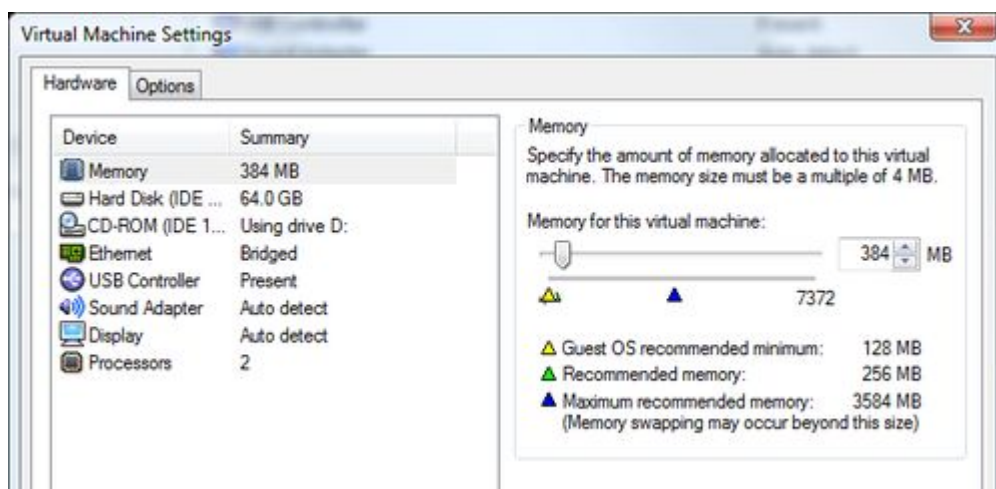 Virtual Machine Settings
Hardware Options
Device Summary
Memory 384 MB
Hard Disk (IDE ... 64.0 GB
CD-ROM (IDE 1... Using drive D:
Ethernet Bridged
USB Controller Present
Sound Adapter Auto detect
Display Auto detect
Processors 2
Memory
Specify the amount of memory allocated to this virtual
machine. The memory size must be a multiple of 4 MB.
Memory for this virtual machine:
384 MB
7372
Guest OS recommended minimum: 128 MB
Recommended memory: 256 MB
Maximum recommended memory: 3584 MB
(Memory swapping may occur beyond this size)